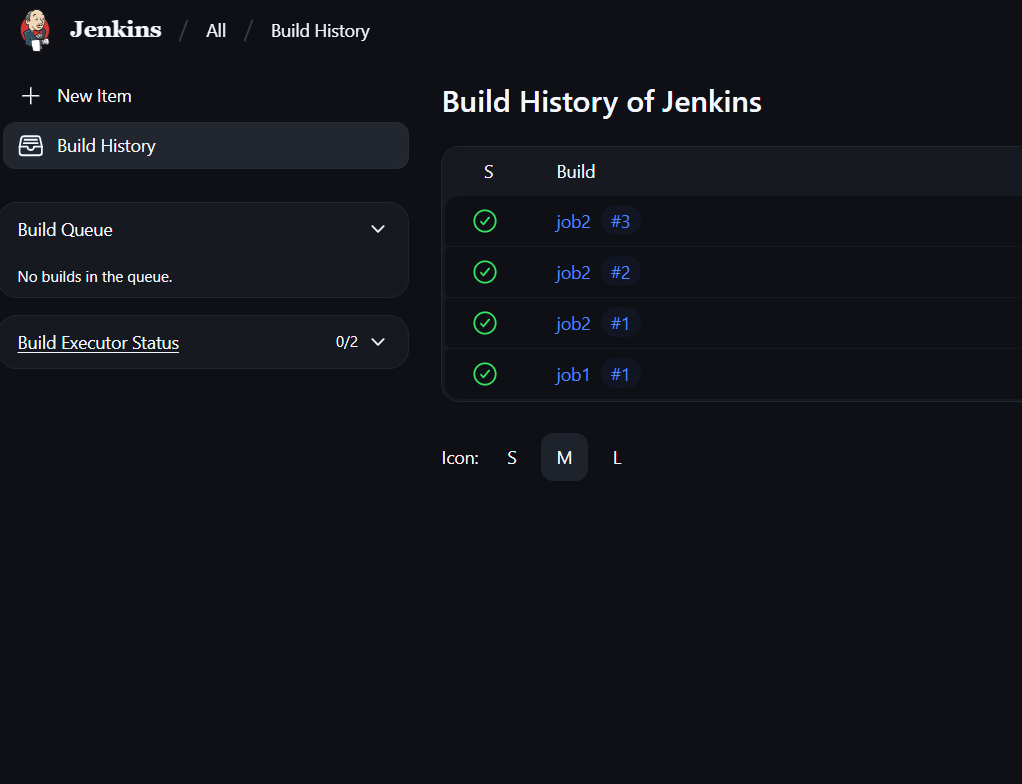 Jenkins / All / Build History
New Item
Build History
Build Queue
No builds in the queue.
Build Executor Status 0/2
Build History of Jenkins
S Build
job2 #3
job2 #2
job2 #1
job1 #1
Icon: S M L